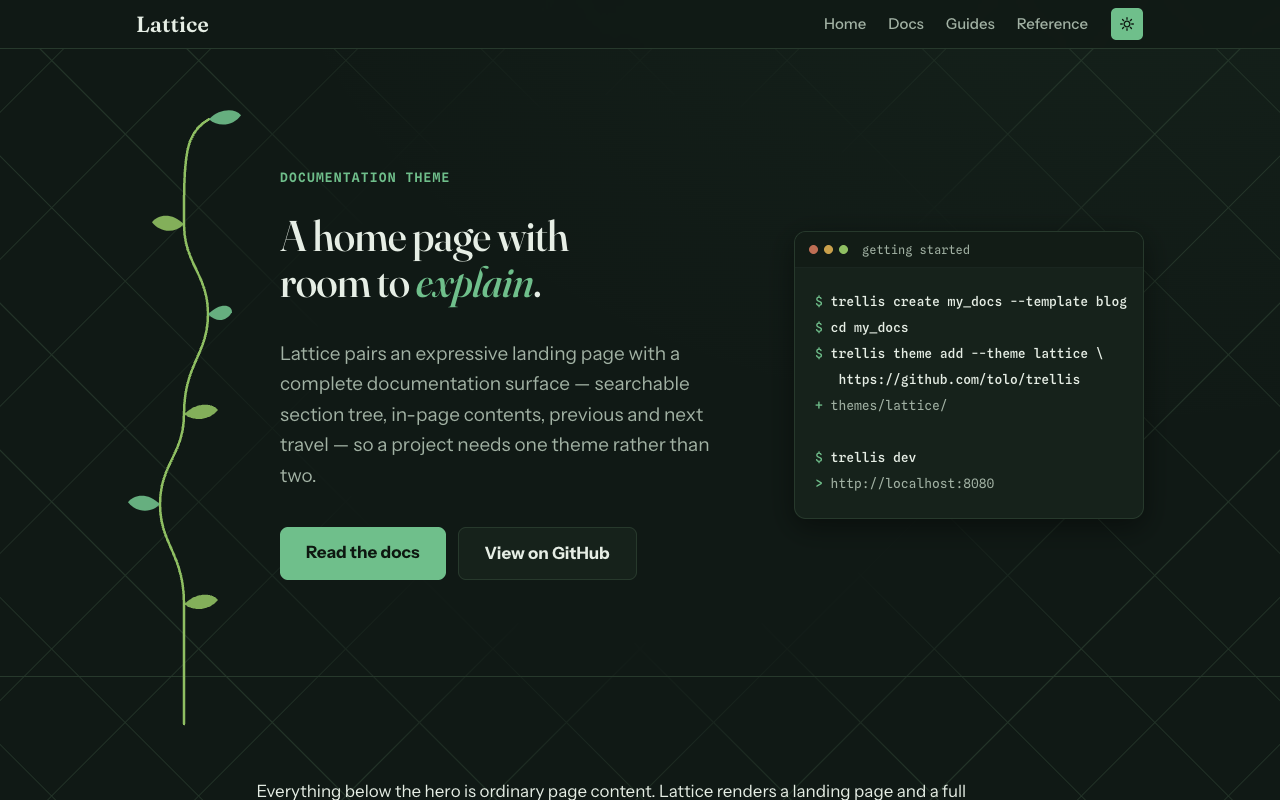 Lattice
Home Docs Guides Reference
DOCUMENTATION THEME
A home page with
room to explain.
Lattice pairs an expressive landing page with a
complete documentation surface — searchable
section tree, in-page contents, previous and next
travel — so a project needs one theme rather than
two.
Read the docs
View on GitHub
getting started
$ trellis create my_docs --template blog
$ cd my_docs
$ trellis theme add --theme lattice \
https://github.com/tolo/trellis
+ themes/lattice/
$ trellis dev
> http://localhost:8080
Everything below the hero is ordinary page content. Lattice renders a landing page and a full